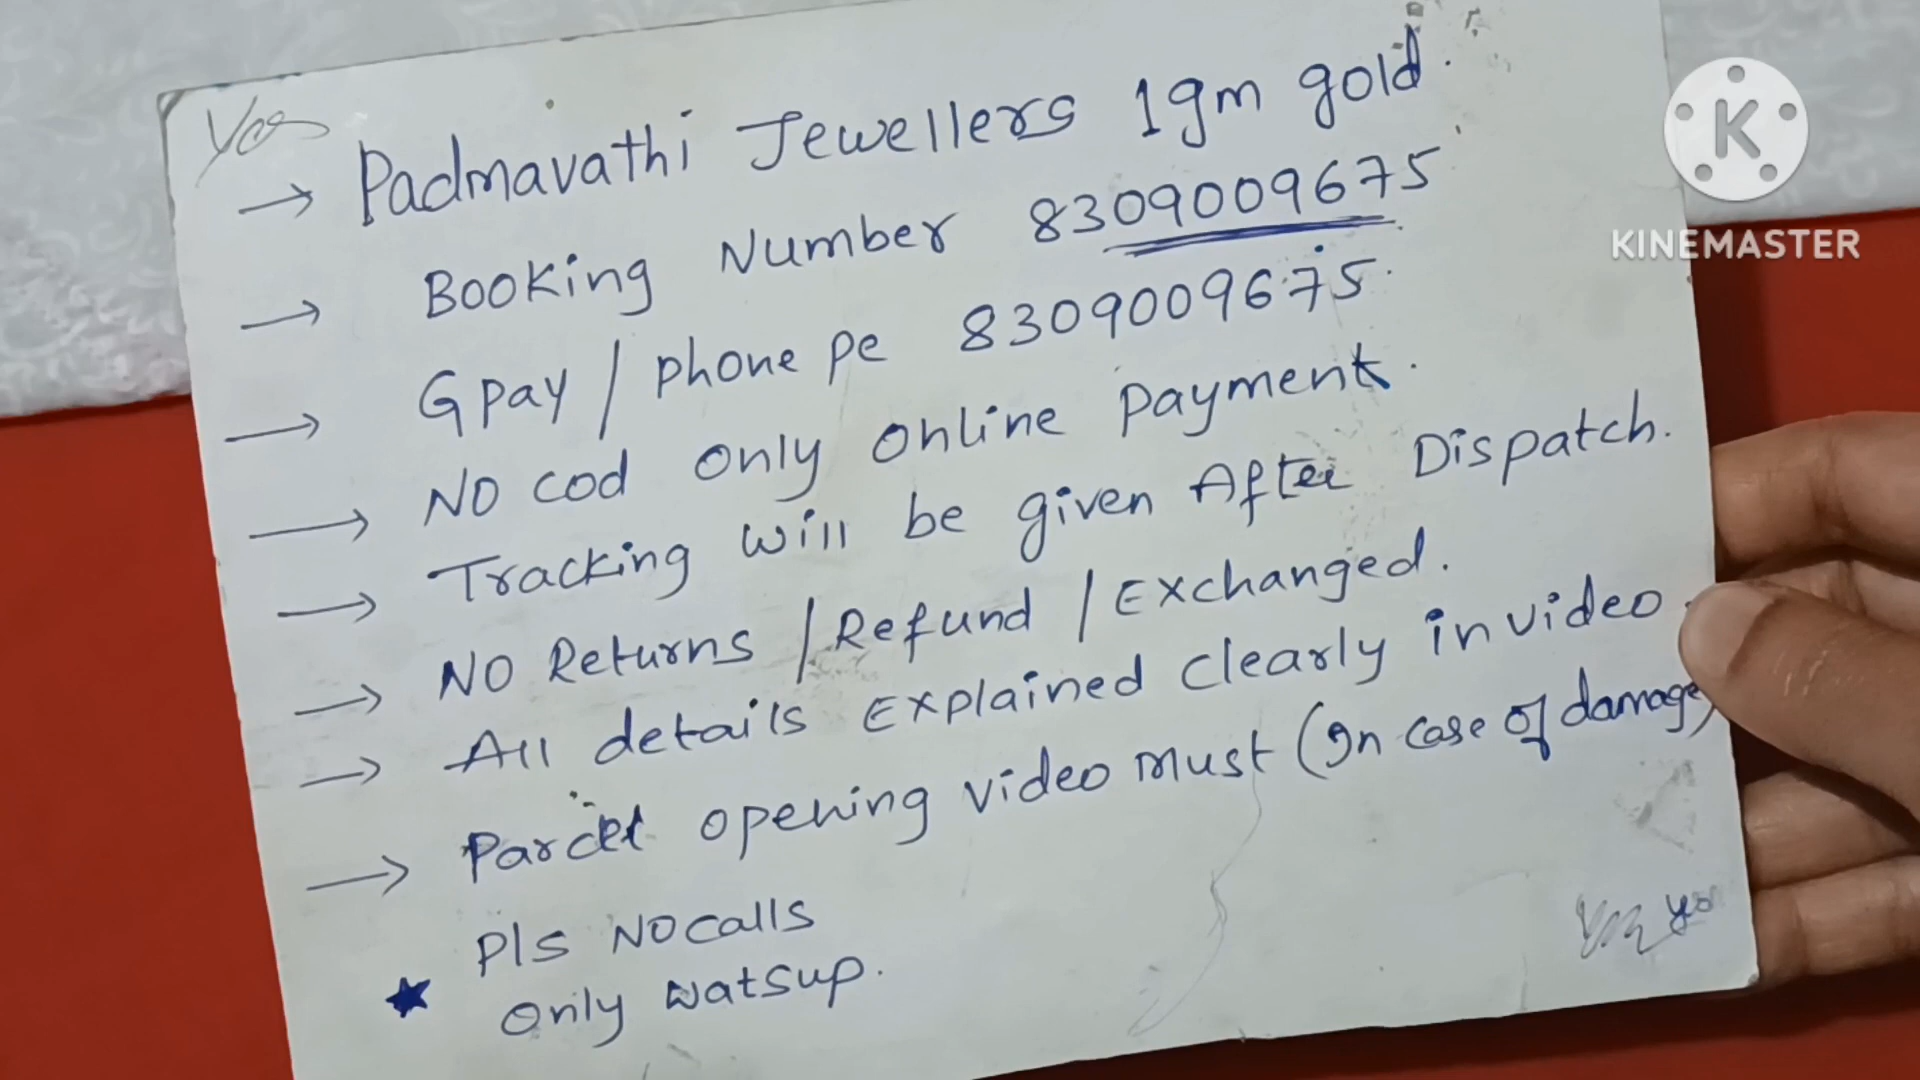 Yes
→ Padmavathi Jewellers 1gm gold.
→ Booking Number 8309009675
→ Gpay / phone pe 8309009675.
→ NO cod only online payment.
→ Tracking will be given After Dispatch.
→ NO Returns / Refund / Exchanged.
→ All details explained clearly in video.
→ Parcel opening video must (In case of damage)
Pls NO calls
★ only watsup.
K
KINEMASTER